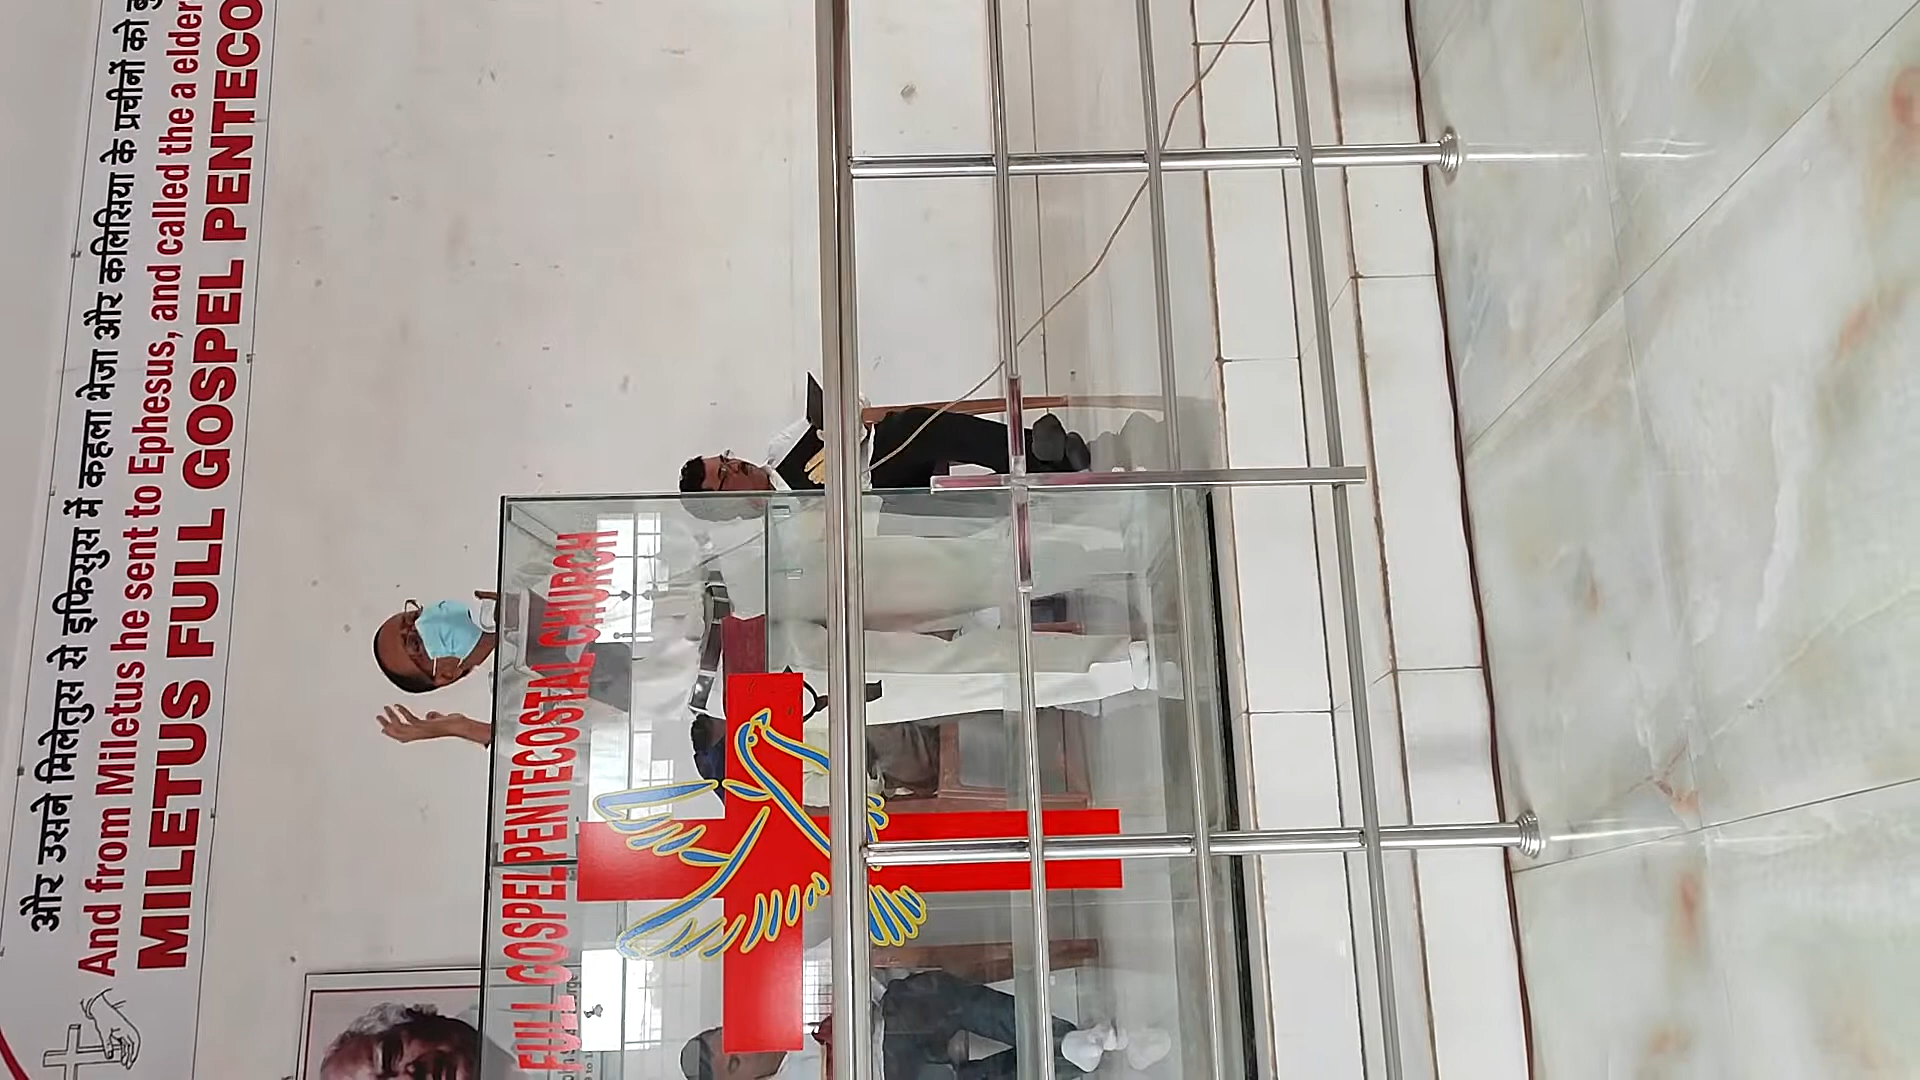 और उसने मिलेतुस से इफिसुस में कहला भेजा और कलिसिया के प्रचीनों को
And from Miletus he sent to Ephesus, and called the a elder
MILETUS FULL GOSPEL PENTECO
FULL GOSPEL PENTECOSTAL CHURCH